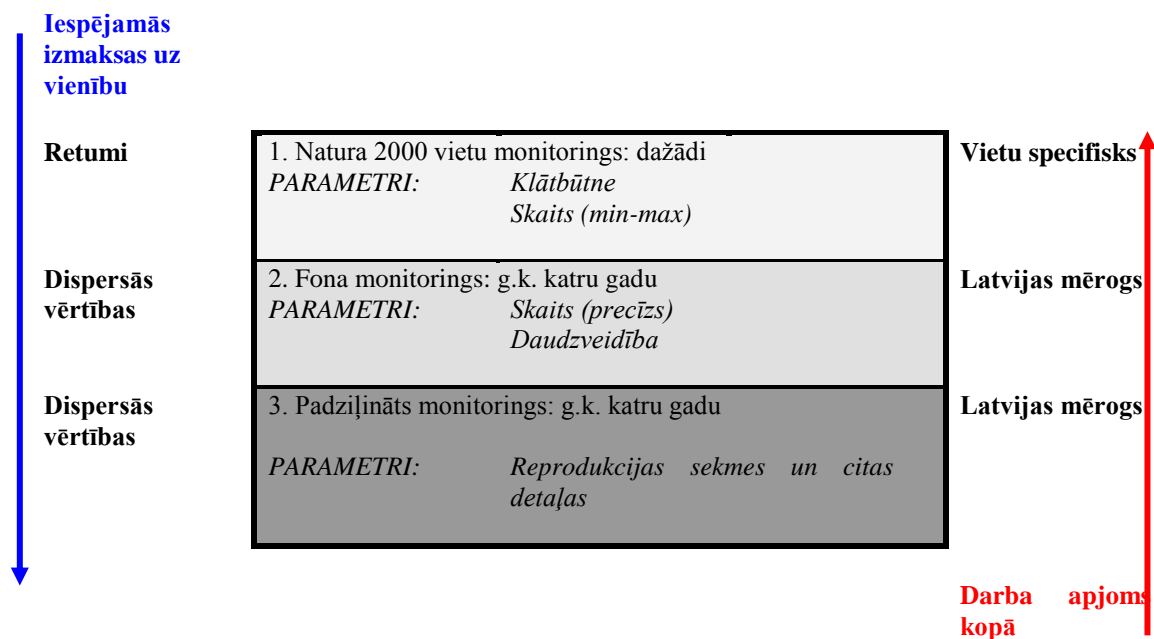 Iespējamās
izmaksas uz
vienību
Retumi
1. Natura 2000 vietu monitorings: dažādi
Vietu specifisks
PARAMETRI: Klātbūtne
Skaits (min-max)
Dispersās
vērtības
2. Fona monitorings: g.k. katru gadu
Latvijas mērogs
PARAMETRI: Skaits (precīzs)
Daudzveidība
Dispersās
vērtības
3. Padziļināts monitorings: g.k. katru gadu
Latvijas mērogs
PARAMETRI: Reprodukcijas sekmes un citas
detaļas
Darba apjoms
kopā